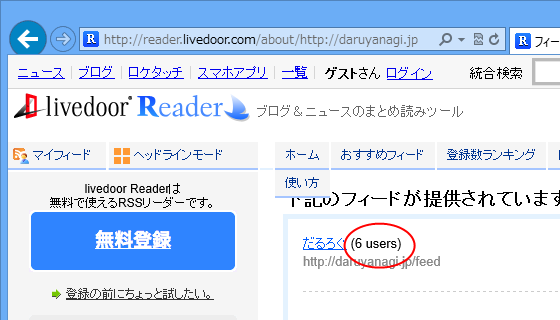 http://reader.livedoor.com/about/http://daruyanagi.jp
R フィー
ニュース | ブログ | ロケタッチ | スマホアプリ | 一覧 | ゲストさん ログイン 統合検索
livedoor Reader ブログ&ニュースのまとめ読みツール
マイフィード ヘッドラインモード
ホーム おすすめフィード 登録数ランキング
使い方
livedoor Readerは
無料で使えるRSSリーダーです。
無料登録
登録の前にちょっと試したい。
下記のフィードが提供されています
だるろぐ (6 users)
http://daruyanagi.jp/feed